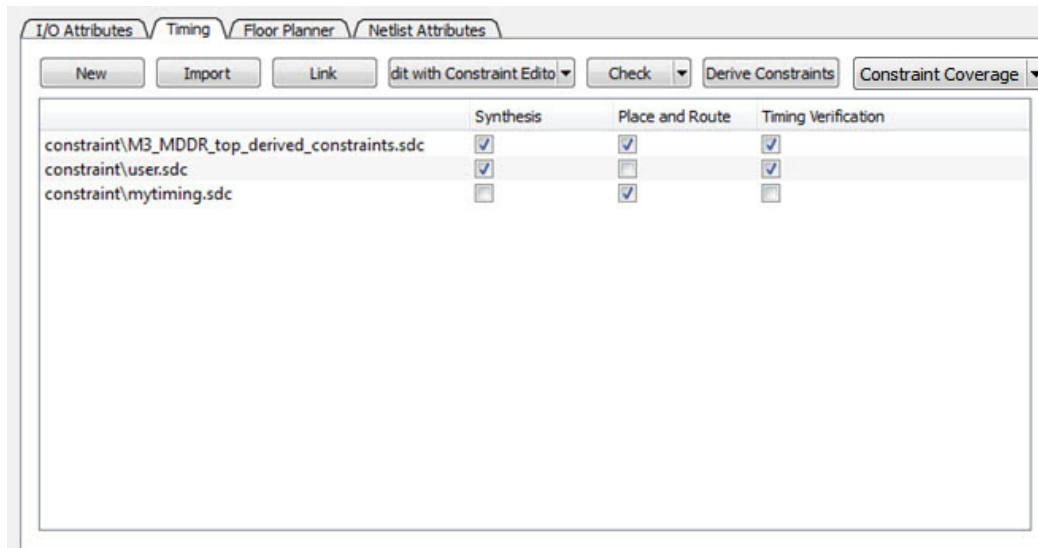 I/O Attributes Timing Floor Planner Netlist Attributes
New Import Link dit with Constraint Edito Check Derive Constraints Constraint Coverage
Synthesis Place and Route Timing Verification
constraint\M3_MDDR_top_derived_constraints.sdc
constraint\user.sdc
constraint\mytiming.sdc